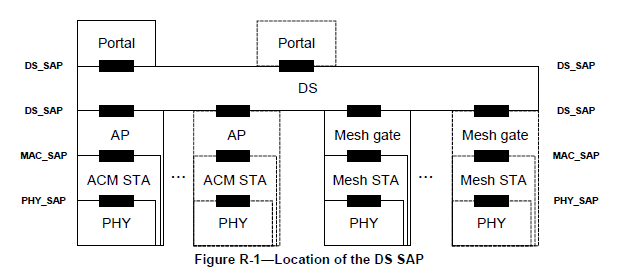 Portal Portal
DS_SAP DS_SAP
DS
DS_SAP DS_SAP
AP AP Mesh gate Mesh gate
MAC_SAP MAC_SAP
ACM STA ... ACM STA Mesh STA ... Mesh STA
PHY_SAP PHY_SAP
PHY PHY PHY PHY
Figure R-1—Location of the DS SAP